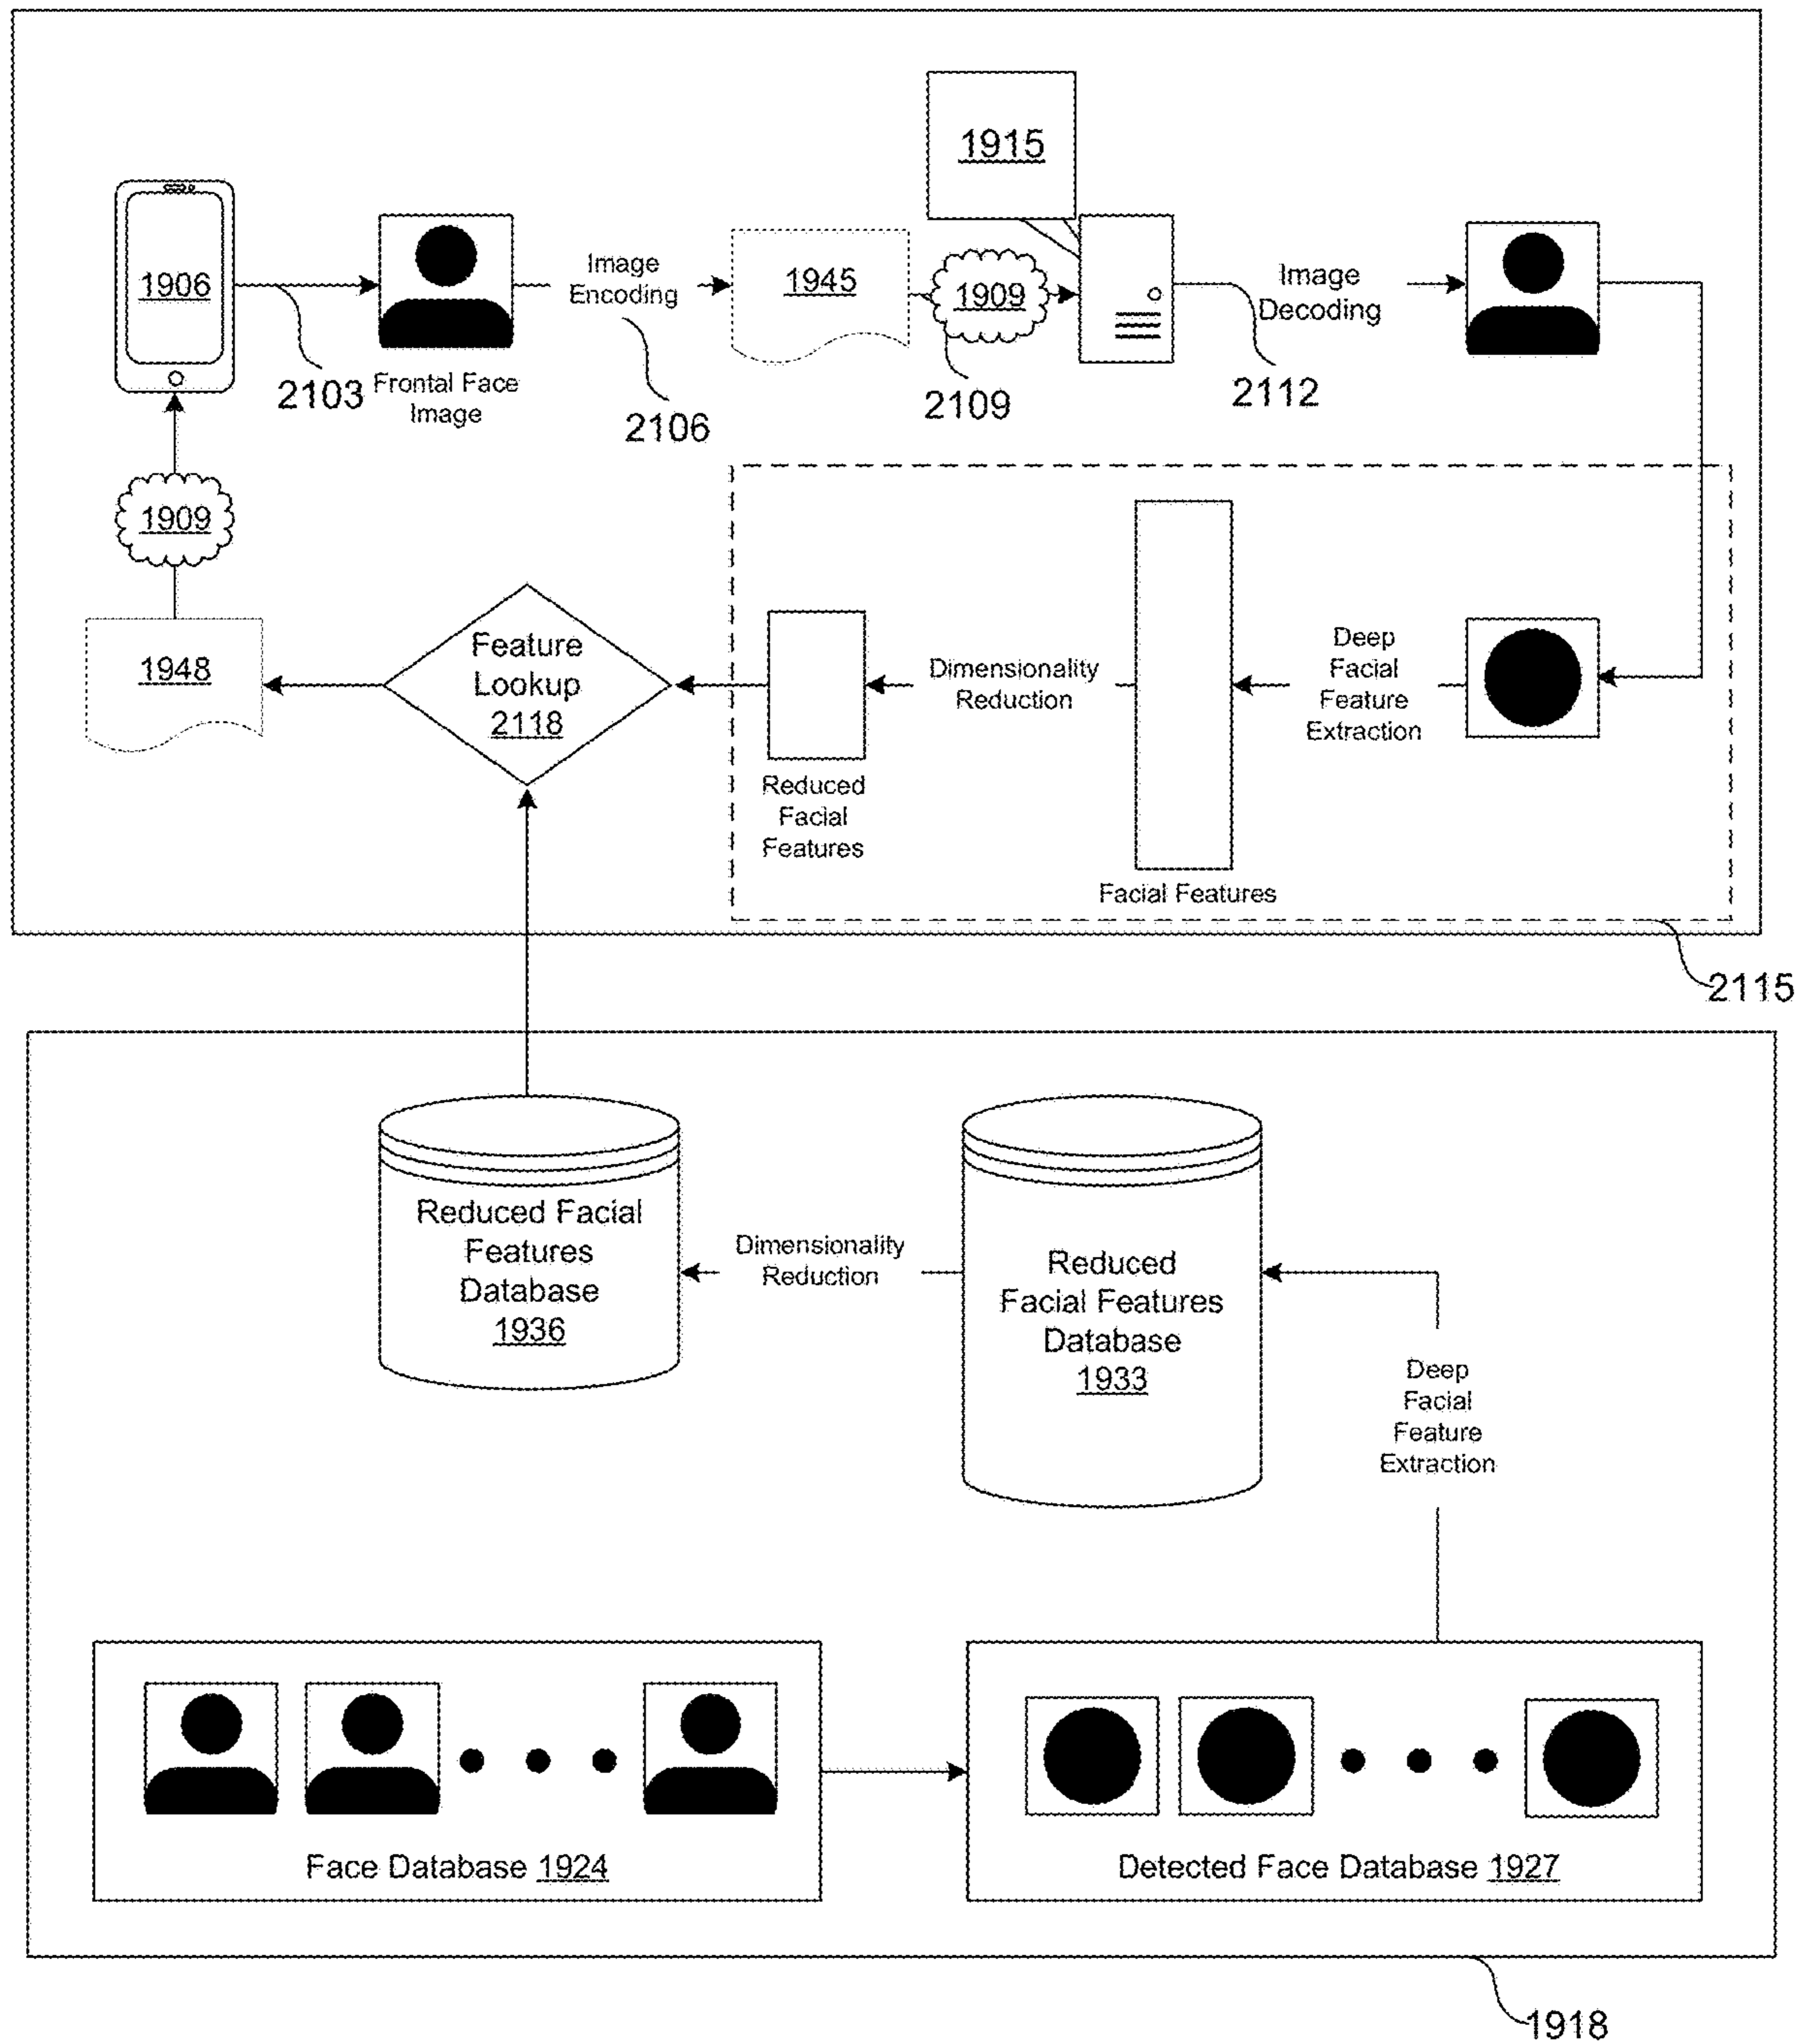 1915
1906
Image
Encoding
1945
1909
Image
Decoding
2103
Frontal Face
Image
2106
2109
2112
1909
1948
Feature
Lookup
2118
Dimensionality
Reduction
Deep
Facial
Feature
Extraction
Reduced
Facial
Features
Facial Features
2115
Reduced Facial
Features
Database
1936
Dimensionality
Reduction
Reduced
Facial Features
Database
1933
Deep
Facial
Feature
Extraction
Face Database 1924
Detected Face Database 1927
1918